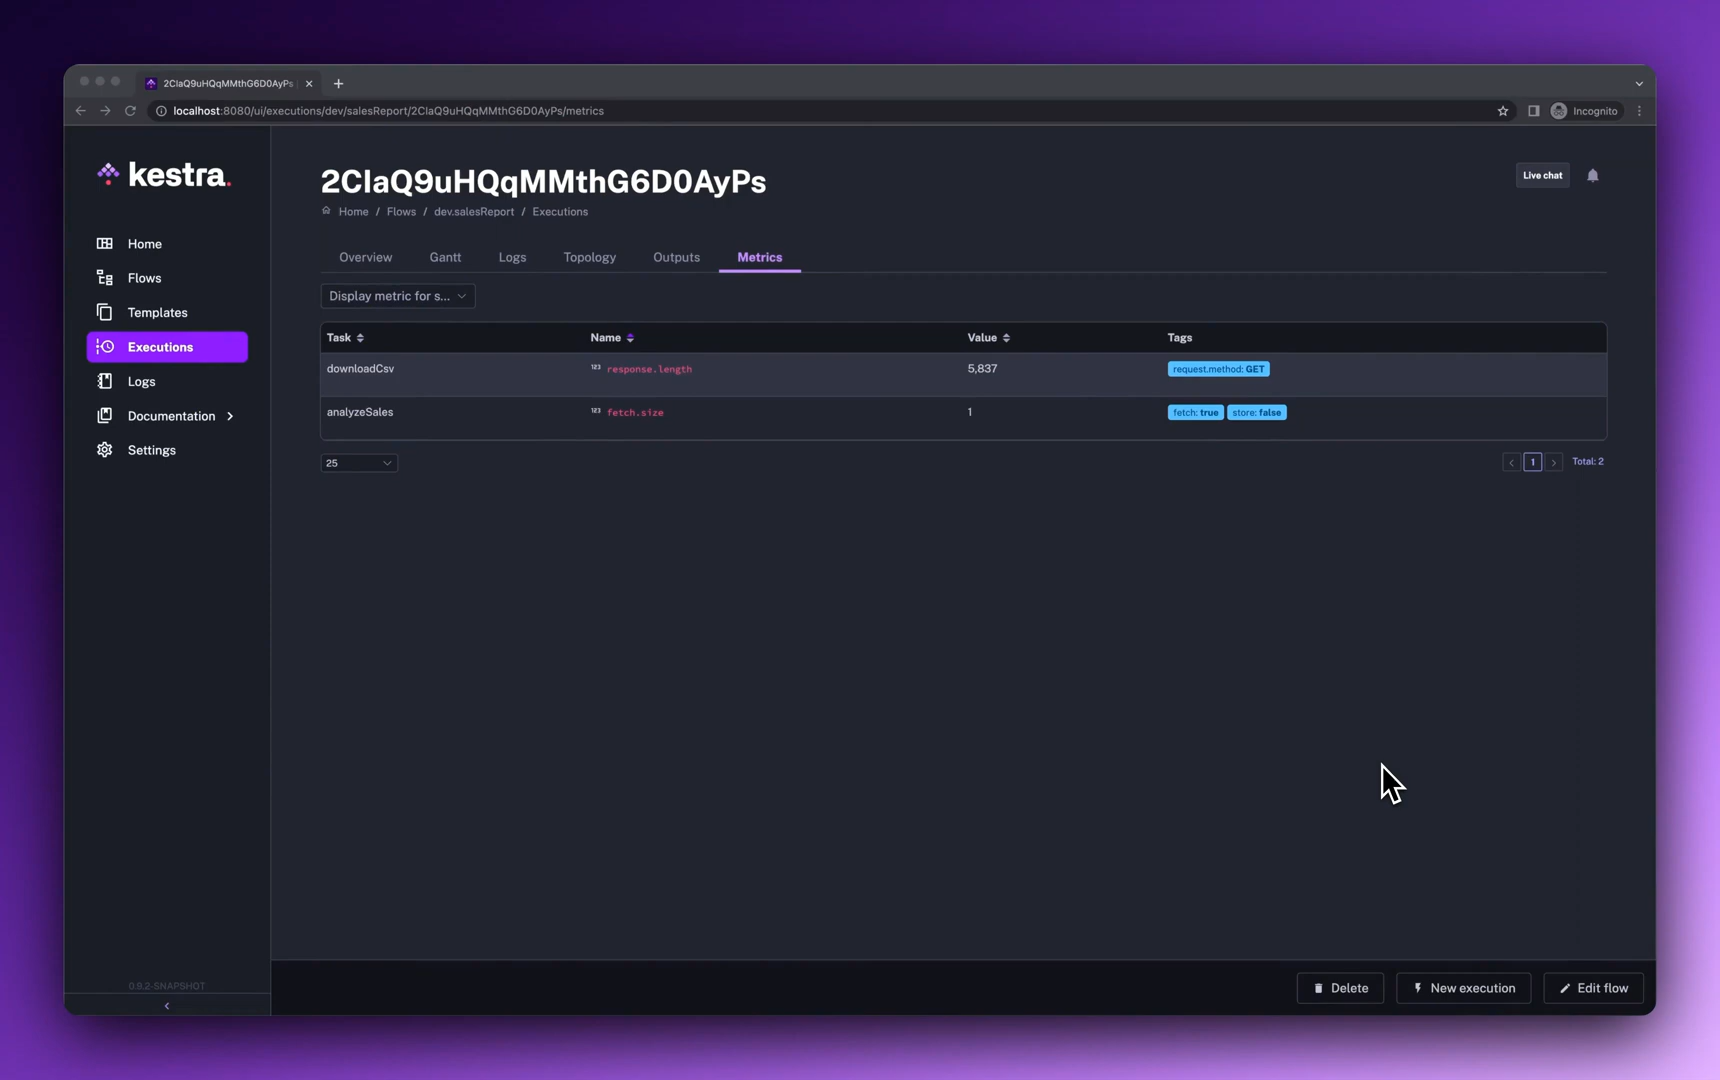 2ClaQ9uHQqMMthG6D0AyPs
localhost:8080/ui/executions/dev/salesReport/2ClaQ9uHQqMMthG6D0AyPs/metrics
Incognito
kestra.
2ClaQ9uHQqMMthG6D0AyPs
Live chat
Home / Flows / dev.salesReport / Executions
Home
Flows
Templates
Executions
Logs
Documentation
Settings
Overview Gantt Logs Topology Outputs Metrics
Display metric for s...
Task Name Value Tags
downloadCsv 123 response.length 5,837 request.method: GET
analyzeSales 123 fetch.size 1 fetch: true store: false
25
1
Total: 2
0.9.2-SNAPSHOT
Delete
New execution
Edit flow